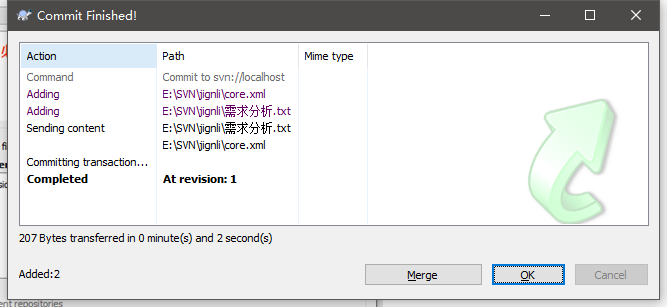 Commit Finished!
Action Path Mime type
Command Commit to svn://localhost
Adding E:\SVN\jignli\core.xml
Adding E:\SVN\jignli\需求分析.txt
Sending content E:\SVN\jignli\需求分析.txt
E:\SVN\jignli\core.xml
Committing transaction...
Completed At revision: 1
207 Bytes transferred in 0 minute(s) and 2 second(s)
Added:2
Merge OK Cancel
ent repositories